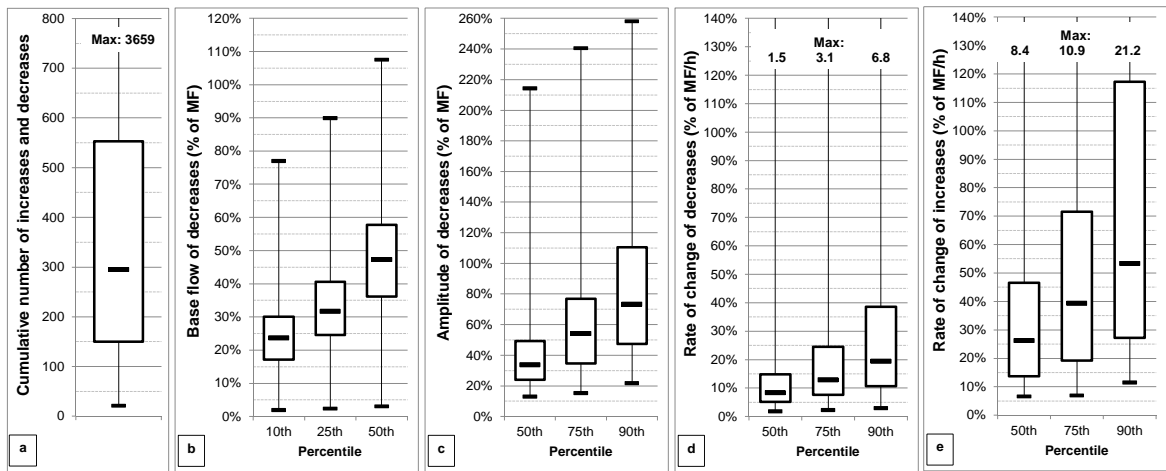 Cumulative number of increases and decreases
800
700
600
500
400
300
200
100
0
Max: 3659
a
Base flow of decreases (% of MF)
120%
110%
100%
90%
80%
70%
60%
50%
40%
30%
20%
10%
0%
10th 25th 50th
Percentile
b
Amplitude of decreases (% of MF)
260%
240%
220%
200%
180%
160%
140%
120%
100%
80%
60%
40%
20%
0%
50th 75th 90th
Percentile
c
Rate of change of decreases (% of MF/h)
140%
130%
120%
110%
100%
90%
80%
70%
60%
50%
40%
30%
20%
10%
0%
Max:
1.5 3.1 6.8
50th 75th 90th
Percentile
d
Rate of change of increases (% of MF/h)
140%
130%
120%
110%
100%
90%
80%
70%
60%
50%
40%
30%
20%
10%
0%
Max:
8.4 10.9 21.2
50th 75th 90th
Percentile
e